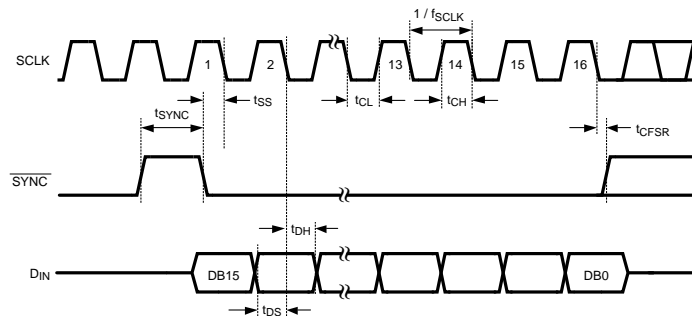 1 / fSCLK
SCLK
1
2
13
14
15
16
tSS
tCL
tCH
tSYNC
tCFSR
SYNC
tDH
DIN
DB15
DB0
tDS